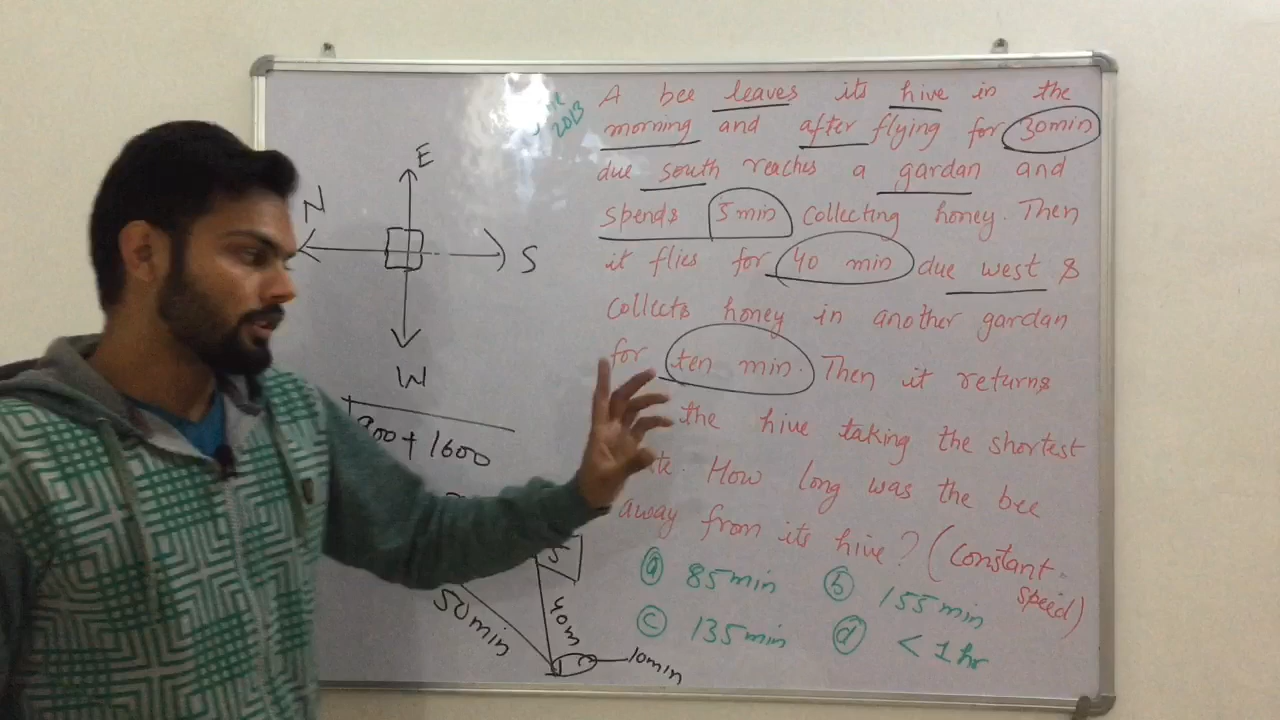 2013
A bee leaves its hive in the
morning and after flying for 30min
due south reaches a gardan and
spends 5 min collecting honey. Then
it flies for 40 min due west &
collects honey in another gardan
for ten min. Then it returns
the hive taking the shortest
How long was the bee
away from its hive? (Constant
speed)
(a) 85min (b) 155min
(c) 135min (d) <1hr
E
N
S
W
900 + 1600
5
50min
40m
10min